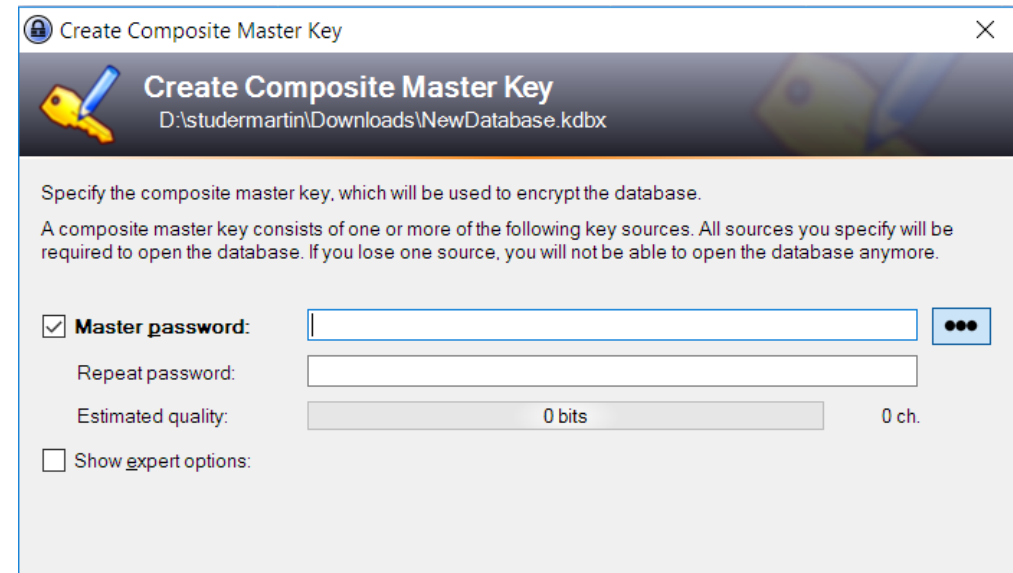 Create Composite Master Key
Create Composite Master Key
D:\studermartin\Downloads\NewDatabase.kdbx
Specify the composite master key, which will be used to encrypt the database.
A composite master key consists of one or more of the following key sources. All sources you specify will be
required to open the database. If you lose one source, you will not be able to open the database anymore.
Master password:
Repeat password:
Estimated quality: 0 bits 0 ch.
Show expert options: